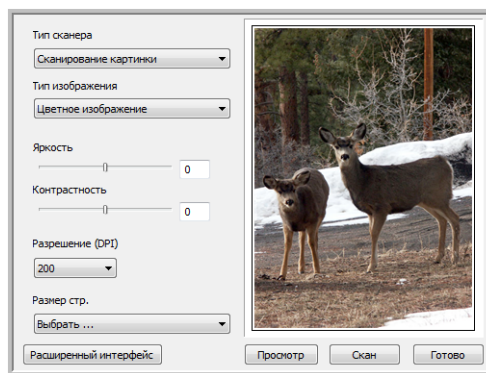 Тип сканера
Сканирование картинки
Тип изображения
Цветное изображение
Яркость
0
Контрастность
0
Разрешение (DPI)
200
Размер стр.
Выбрать ...
Расширенный интерфейс
Просмотр
Скан
Готово